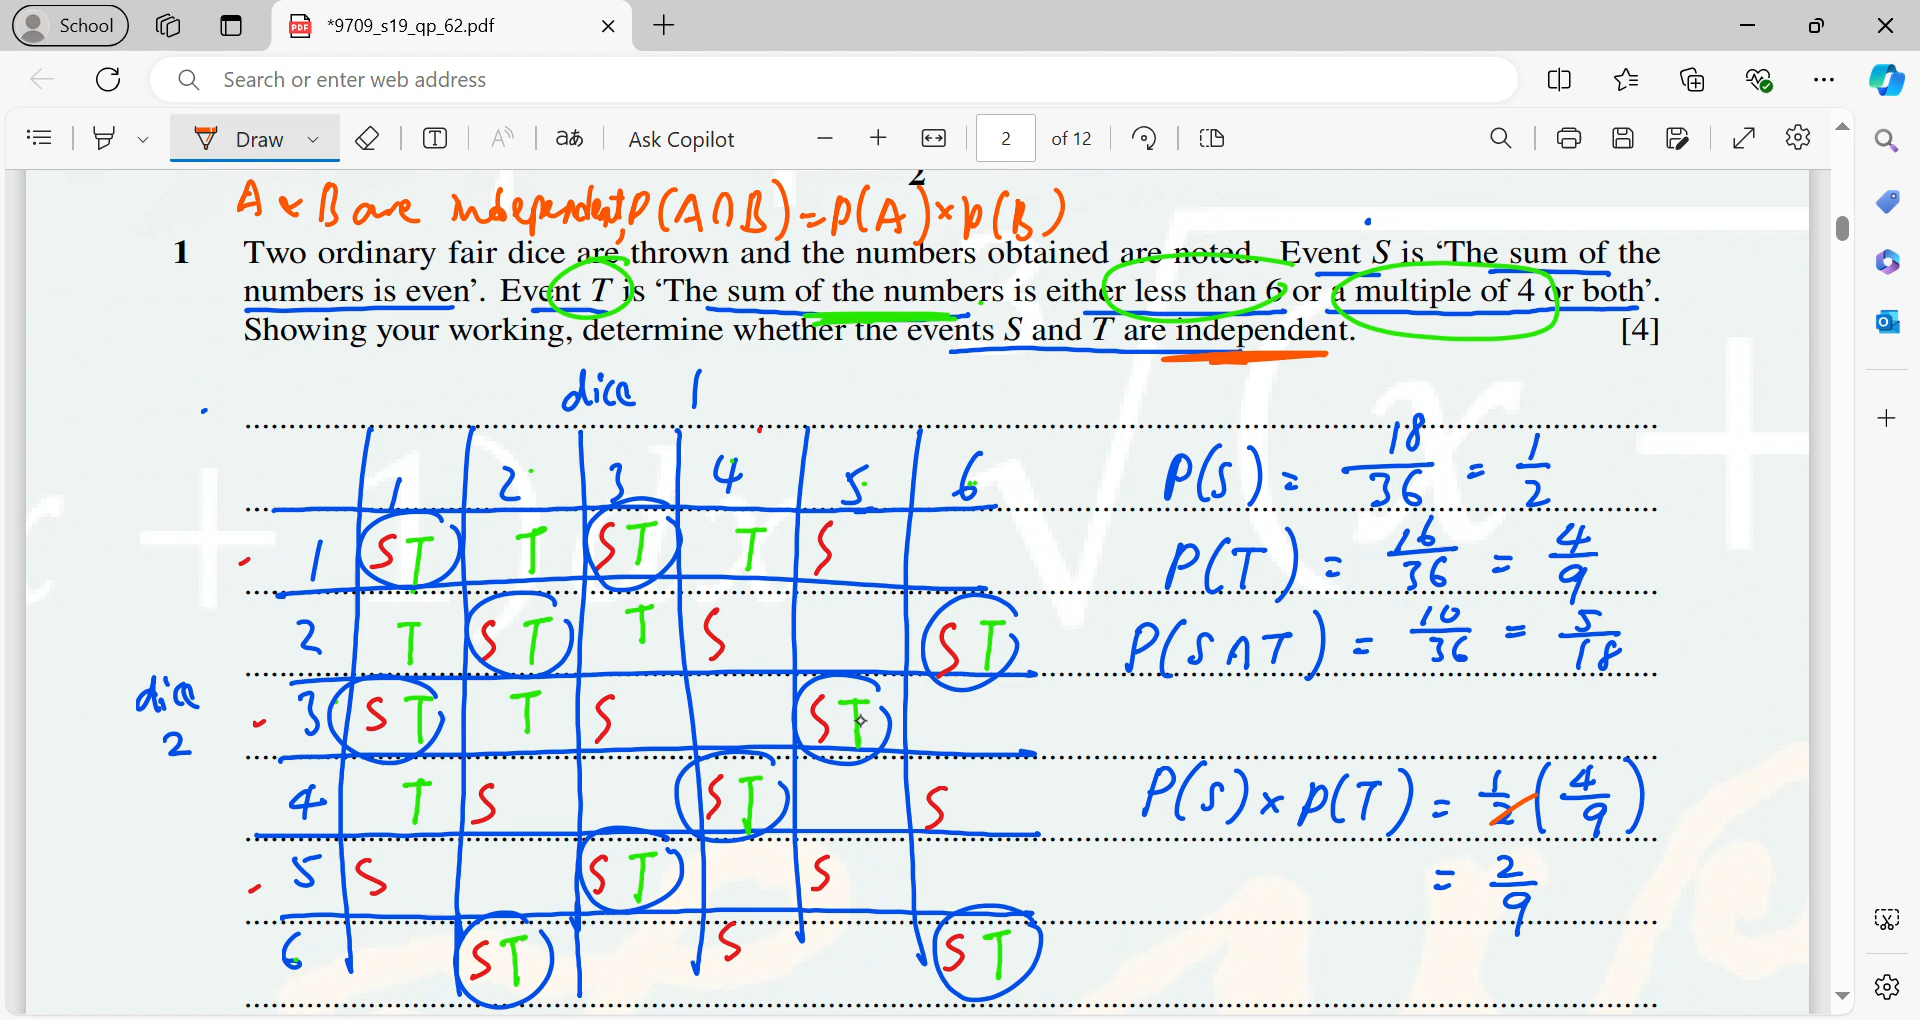 School
*9709_s19_qp_62.pdf
Search or enter web address
Draw
Ask Copilot
2 of 12
2
A & B are independent, P(A∩B) = P(A) × P(B)
1 Two ordinary fair dice are thrown and the numbers obtained are noted. Event S is ‘The sum of the
numbers is even’. Event T is ‘The sum of the numbers is either less than 6 or a multiple of 4 or both’.
Showing your working, determine whether the events S and T are independent. [4]
dice 1
1 2 3 4 5 6
1 ST T ST T S
2 T ST T S ST
dice 2
3 ST T S ST
4 T S ST S
5 S ST S
6 ST S ST
P(S) = 18/36 = 1/2
P(T) = 16/36 = 4/9
P(S∩T) = 10/36 = 5/18
P(S) × P(T) = 1/2 (4/9)
= 2/9